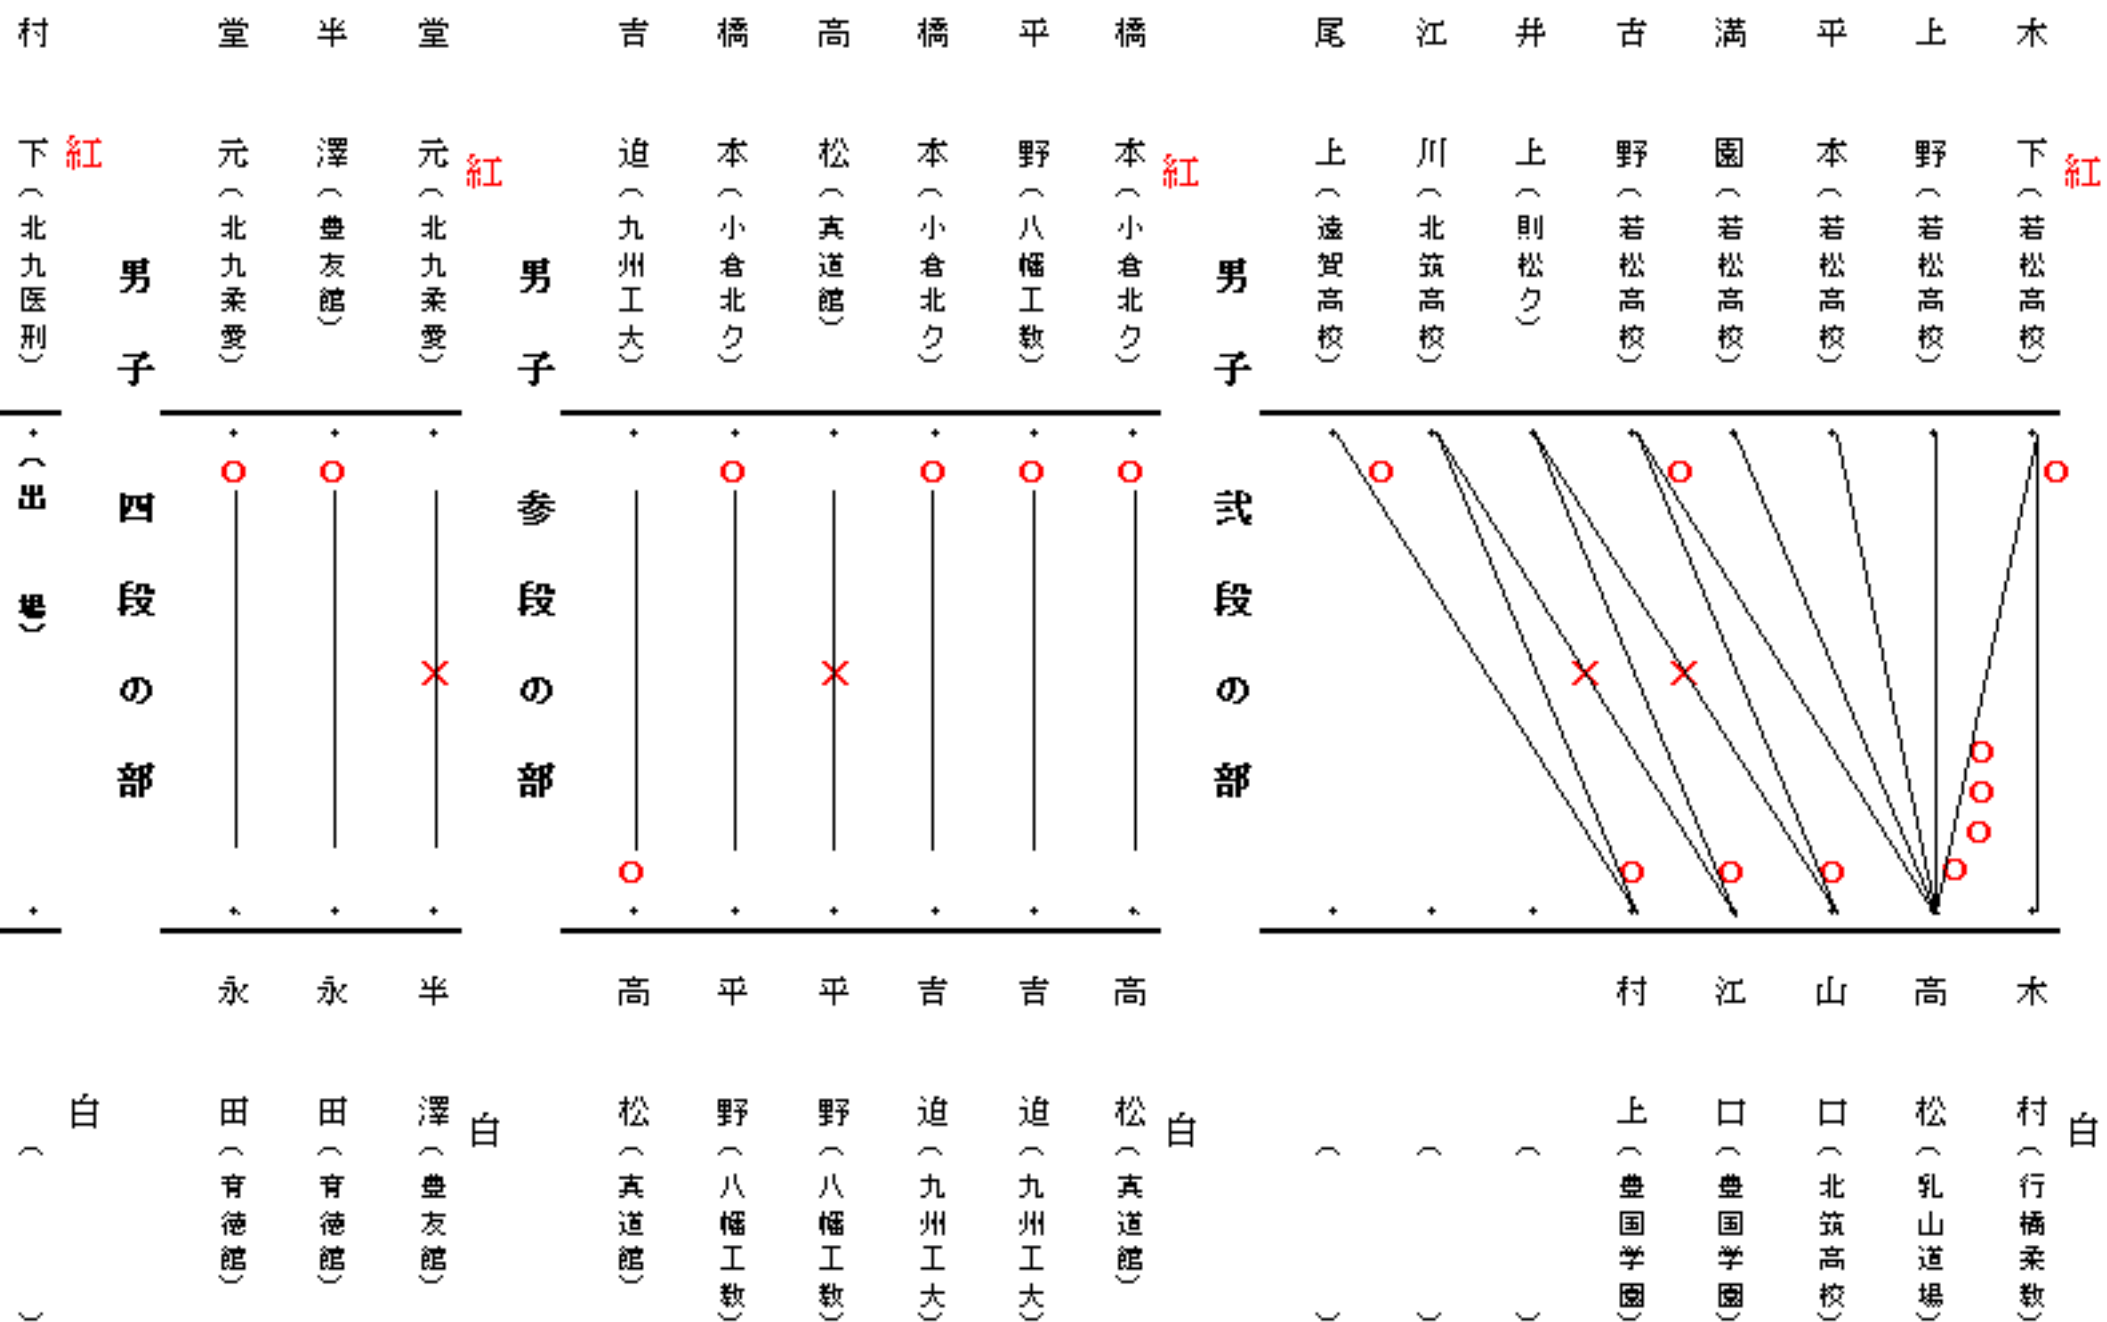 紅
木下（若松高校）
上野（若松高校）
平本（若松高校）
満園（若松高校）
古野（若松高校）
井上（則松ク）
江川（北筑高校）
尾上（遠賀高校）
男子弐段の部
白
木村（行橋柔教）
高松（乳山道場）
山口（北筑高校）
江口（豊国学園）
村上（豊国学園）
（ ）
（ ）
（ ）
紅
橋本（小倉北ク）
平野（八幡工教）
橋本（小倉北ク）
高松（真道館）
橋本（小倉北ク）
吉迫（九州工大）
男子参段の部
白
高松（真道館）
吉迫（九州工大）
吉迫（九州工大）
平野（八幡工教）
平野（八幡工教）
高松（真道館）
紅
堂元（北九柔愛）
半澤（豊友館）
堂元（北九柔愛）
男子四段の部
白
半澤（豊友館）
永田（育徳館）
永田（育徳館）
紅
村下（北九医刑）
（出場）
白
（ ）